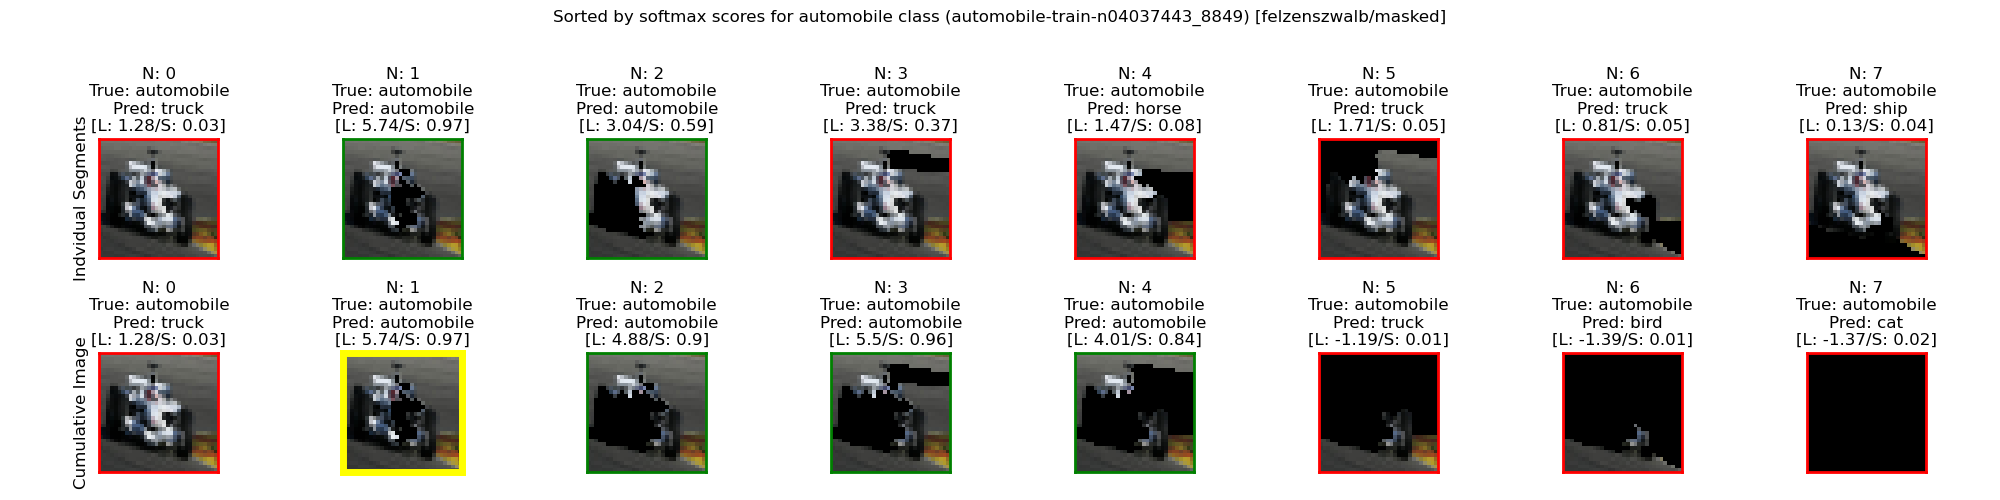 Sorted by softmax scores for automobile class (automobile-train-n04037443_8849) [felzenszwalb/masked]
Individual Segments
N: 0
True: automobile
Pred: truck
[L: 1.28/S: 0.03]
N: 1
True: automobile
Pred: automobile
[L: 5.74/S: 0.97]
N: 2
True: automobile
Pred: automobile
[L: 3.04/S: 0.59]
N: 3
True: automobile
Pred: truck
[L: 3.38/S: 0.37]
N: 4
True: automobile
Pred: horse
[L: 1.47/S: 0.08]
N: 5
True: automobile
Pred: truck
[L: 1.71/S: 0.05]
N: 6
True: automobile
Pred: truck
[L: 0.81/S: 0.05]
N: 7
True: automobile
Pred: ship
[L: 0.13/S: 0.04]
Cumulative Image
N: 0
True: automobile
Pred: truck
[L: 1.28/S: 0.03]
N: 1
True: automobile
Pred: automobile
[L: 5.74/S: 0.97]
N: 2
True: automobile
Pred: automobile
[L: 4.88/S: 0.9]
N: 3
True: automobile
Pred: automobile
[L: 5.5/S: 0.96]
N: 4
True: automobile
Pred: automobile
[L: 4.01/S: 0.84]
N: 5
True: automobile
Pred: truck
[L: -1.19/S: 0.01]
N: 6
True: automobile
Pred: bird
[L: -1.39/S: 0.01]
N: 7
True: automobile
Pred: cat
[L: -1.37/S: 0.02]